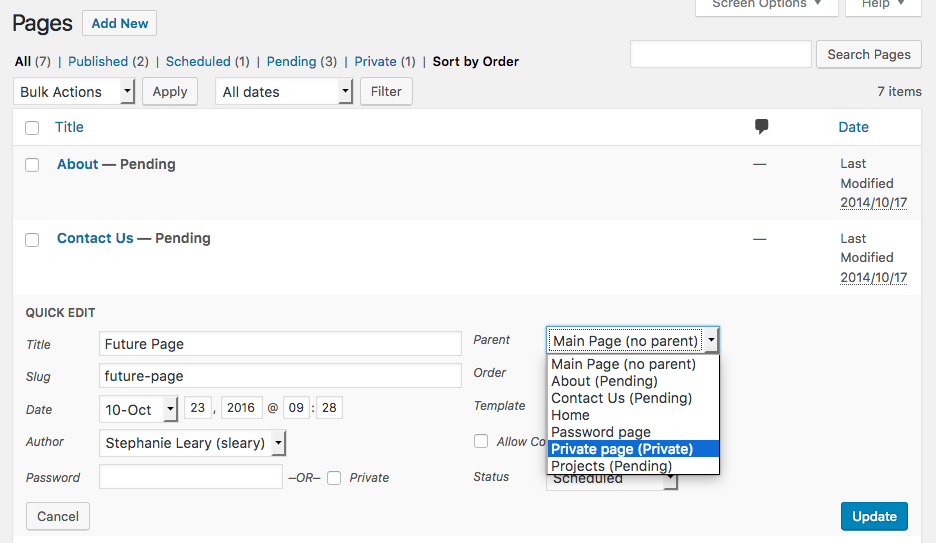 Screen Options ▼ Help ▼
Pages Add New
All (7) | Published (2) | Scheduled (1) | Pending (3) | Private (1) | Sort by Order
Search Pages
Bulk Actions Apply All dates Filter 7 items
Title Date
About — Pending — Last
Modified
2014/10/17
Contact Us — Pending — Last
Modified
2014/10/17
QUICK EDIT
Title Future Page
Slug future-page
Date 10-Oct 23 , 2016 @ 09 : 28
Author Stephanie Leary (sleary)
Password –OR– Private
Parent Main Page (no parent)
Main Page (no parent)
About (Pending)
Contact Us (Pending)
Home
Password page
Private page (Private)
Projects (Pending)
Order
Template
Allow Co
Status Scheduled
Cancel Update